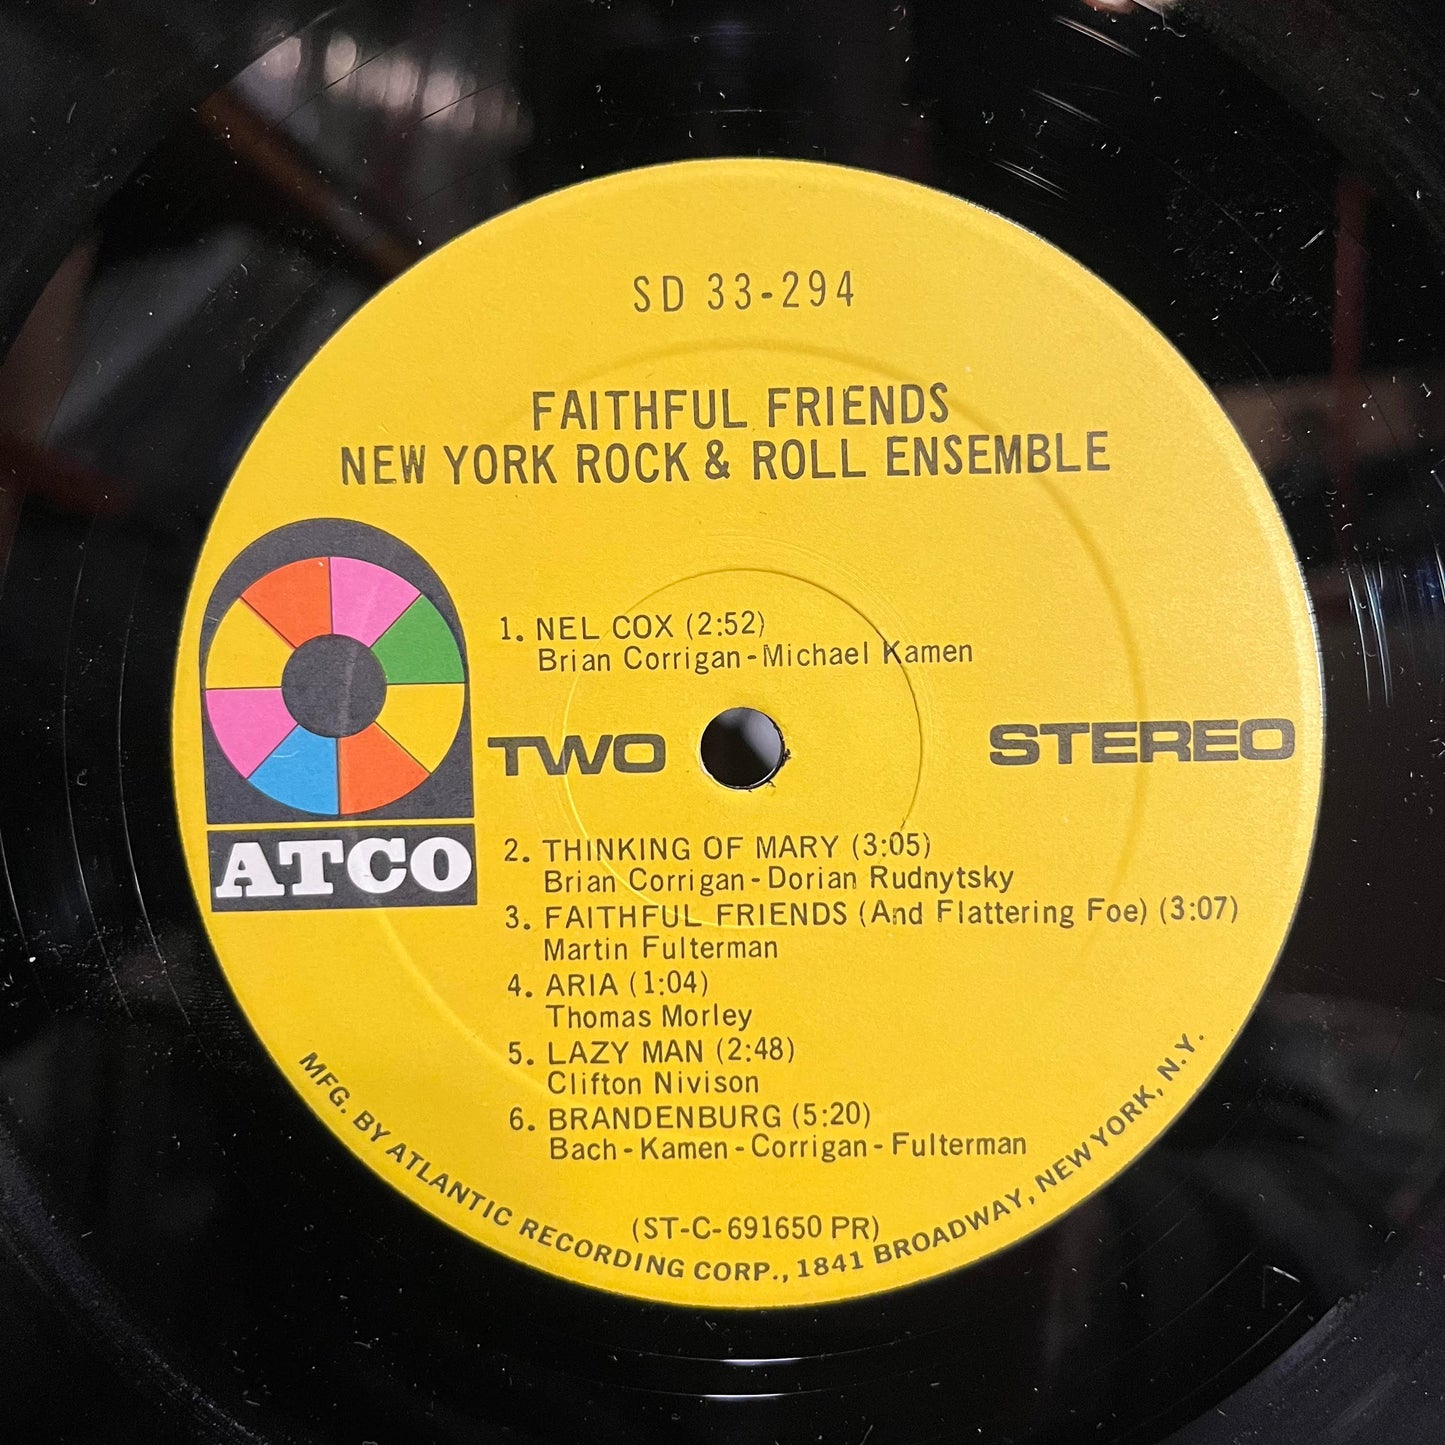 SD 33-294
FAITHFUL FRIENDS
NEW YORK ROCK & ROLL ENSEMBLE
1. NEL COX (2:52)
Brian Corrigan-Michael Kamen
TWO
STEREO
ATCO
2. THINKING OF MARY (3:05)
Brian Corrigan-Dorian Rudnytsky
3. FAITHFUL FRIENDS (And Flattering Foe) (3:07)
Martin Fulterman
4. ARIA (1:04)
Thomas Morley
5. LAZY MAN (2:48)
Clifton Nivison
6. BRANDENBURG (5:20)
Bach-Kamen-Corrigan-Fulterman
(ST-C-691650 PR)
MFG. BY ATLANTIC RECORDING CORP., 1841 BROADWAY, NEW YORK, N.Y.